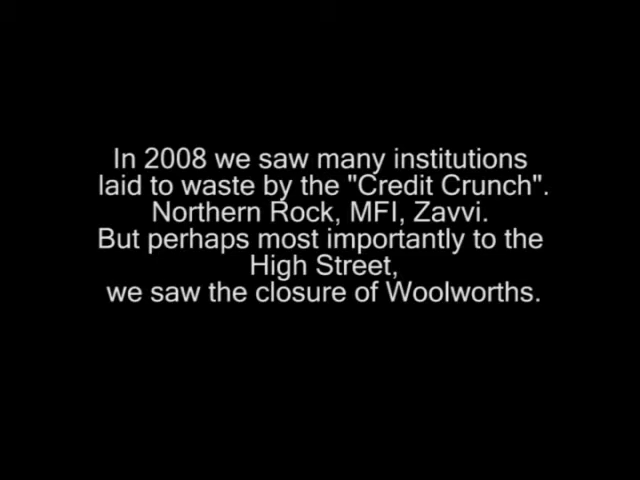 In 2008 we saw many institutions
laid to waste by the "Credit Crunch".
Northern Rock, MFI, Zavvi.
But perhaps most importantly to the
High Street,
we saw the closure of Woolworths.